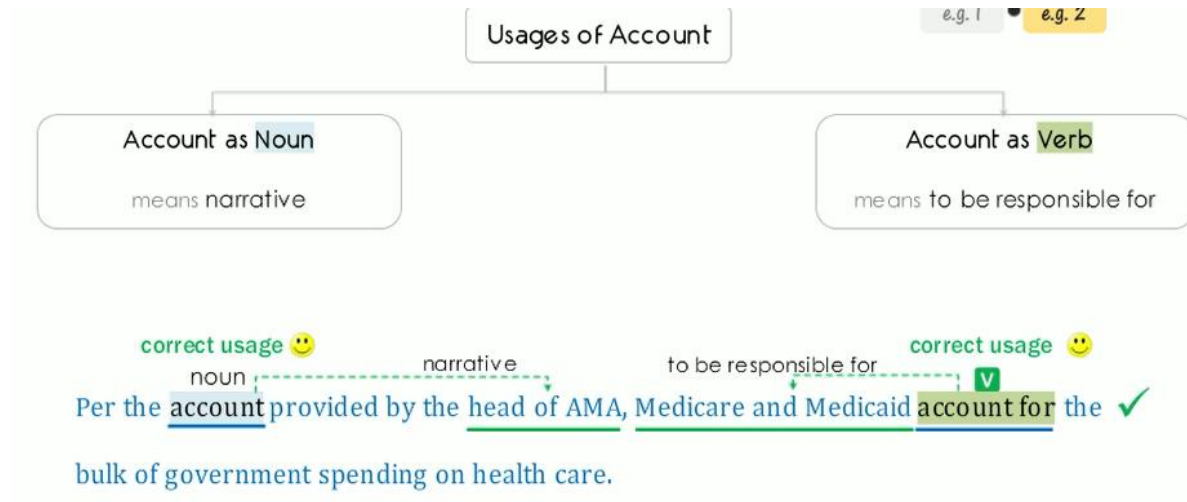 e.g. 1 e.g. 2
Usages of Account
Account as Noun
means narrative
Account as Verb
means to be responsible for
correct usage
noun
narrative
to be responsible for
correct usage
V
Per the account provided by the head of AMA, Medicare and Medicaid account for the
bulk of government spending on health care.